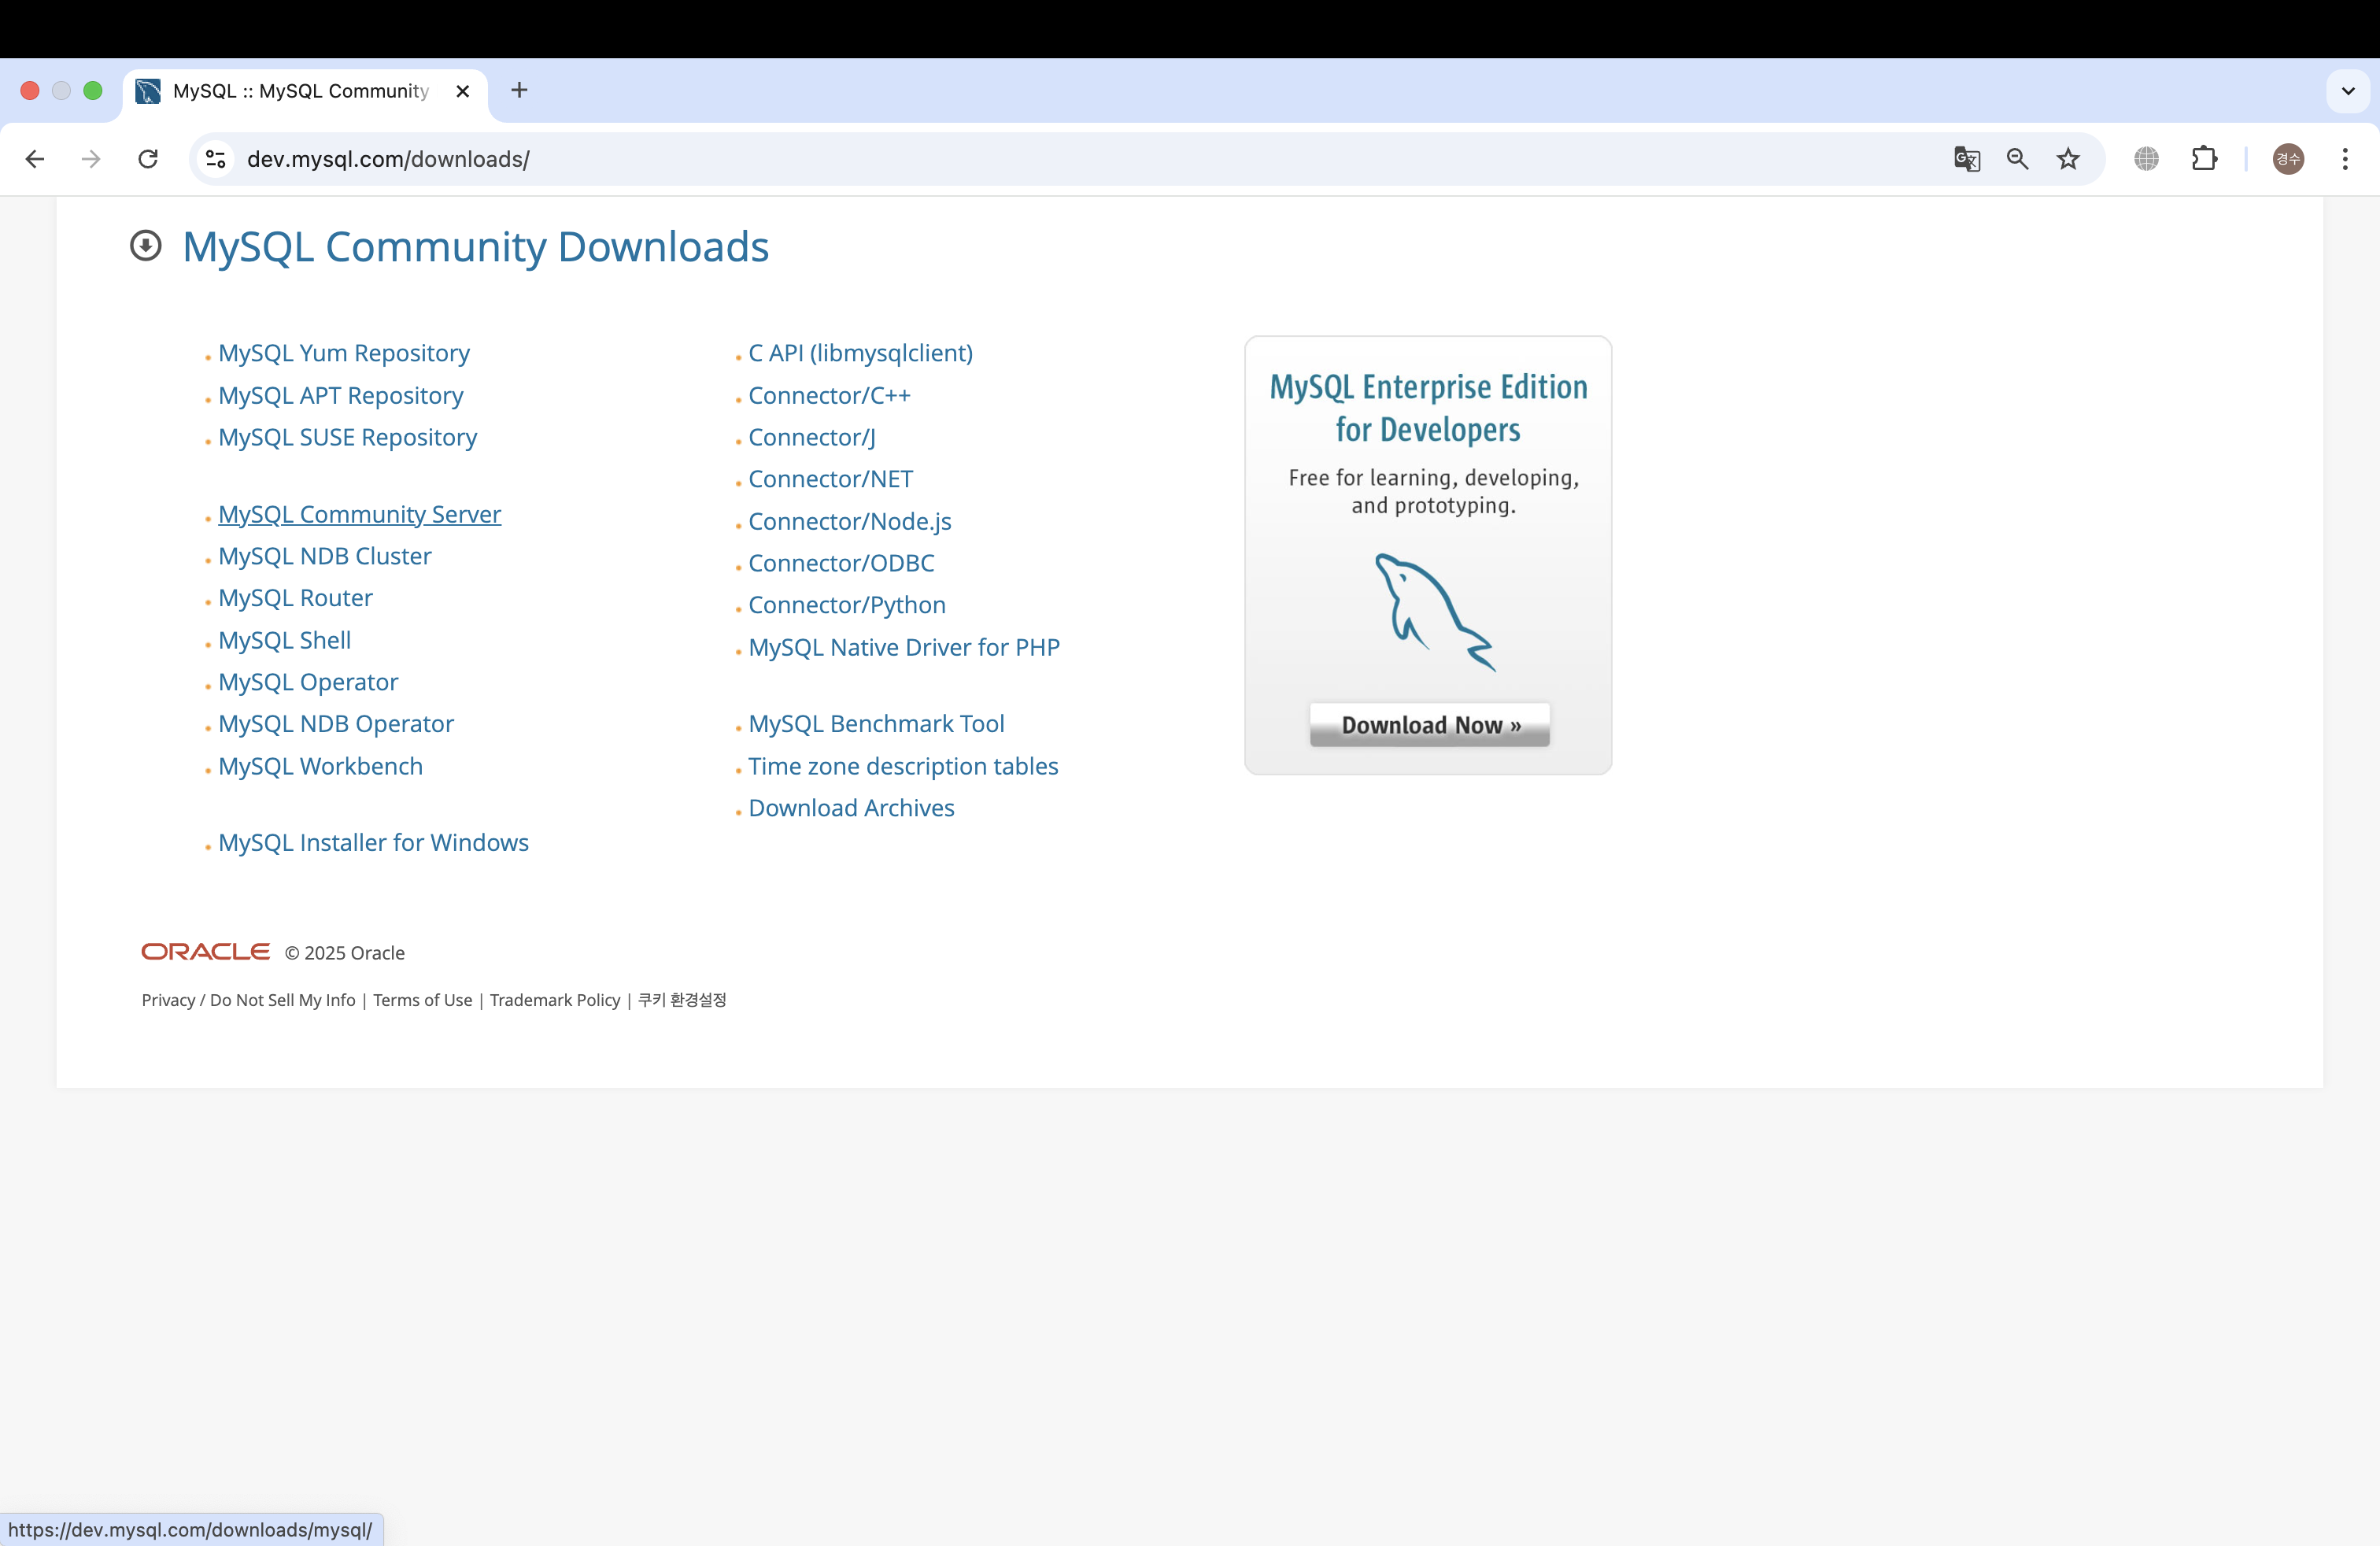 MySQL :: MySQL Community
dev.mysql.com/downloads/
경수
MySQL Community Downloads
MySQL Yum Repository
MySQL APT Repository
MySQL SUSE Repository
MySQL Community Server
MySQL NDB Cluster
MySQL Router
MySQL Shell
MySQL Operator
MySQL NDB Operator
MySQL Workbench
MySQL Installer for Windows
C API (libmysqlclient)
Connector/C++
Connector/J
Connector/NET
Connector/Node.js
Connector/ODBC
Connector/Python
MySQL Native Driver for PHP
MySQL Benchmark Tool
Time zone description tables
Download Archives
MySQL Enterprise Edition
for Developers
Free for learning, developing,
and prototyping.
Download Now »
ORACLE © 2025 Oracle
Privacy / Do Not Sell My Info | Terms of Use | Trademark Policy | 쿠키 환경설정
https://dev.mysql.com/downloads/mysql/